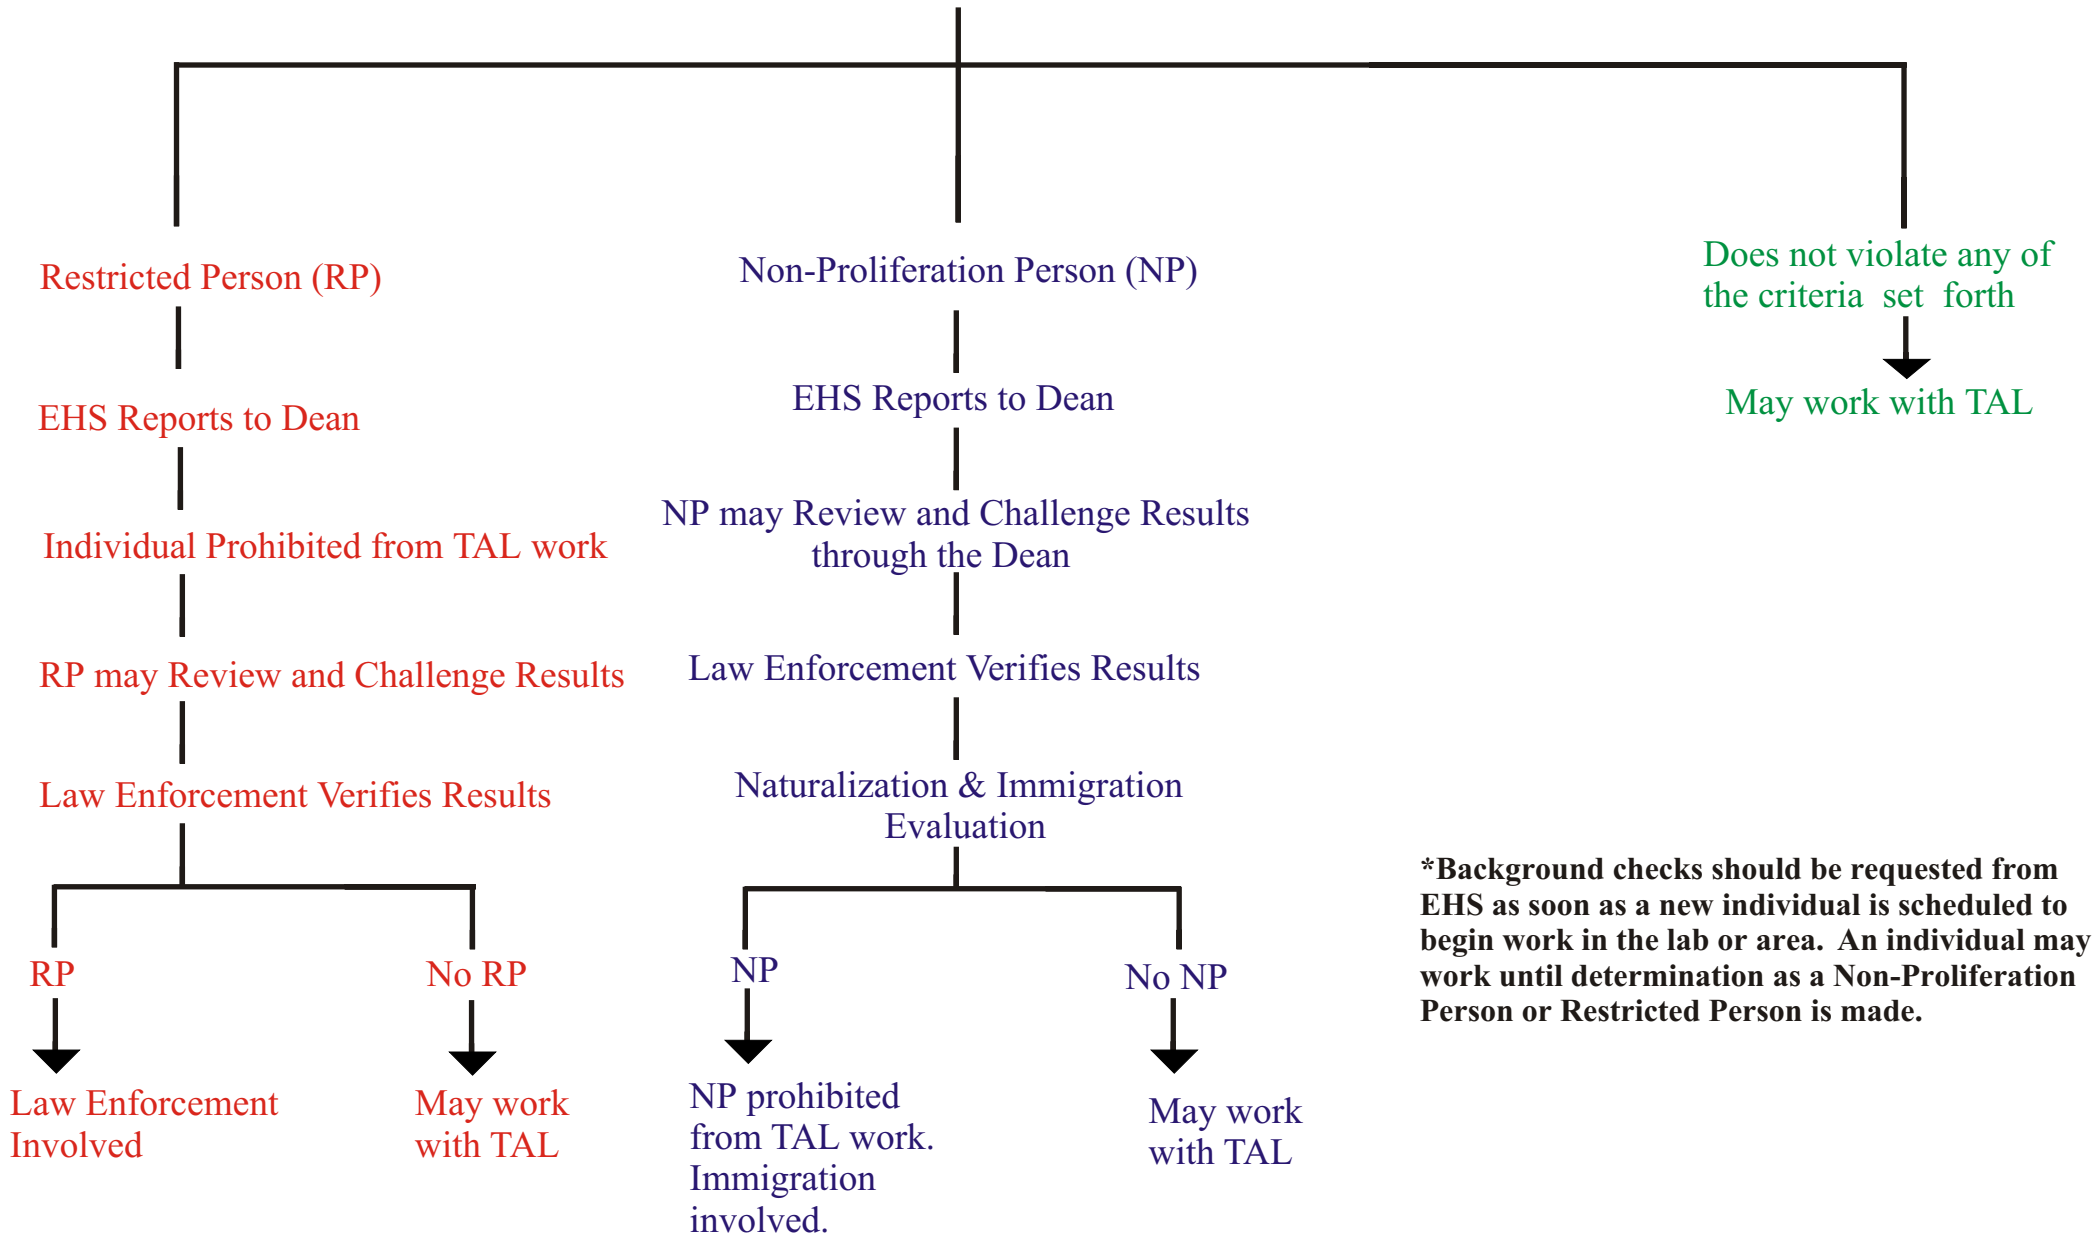 Restricted Person (RP)
EHS Reports to Dean
Individual Prohibited from TAL work
RP may Review and Challenge Results
Law Enforcement Verifies Results
RP
Law Enforcement
Involved
No RP
May work
with TAL
Non-Proliferation Person (NP)
EHS Reports to Dean
NP may Review and Challenge Results
through the Dean
Law Enforcement Verifies Results
Naturalization & Immigration
Evaluation
NP
NP prohibited
from TAL work.
Immigration
involved.
No NP
May work
with TAL
Does not violate any of
the criteria set forth
May work with TAL
*Background checks should be requested from
EHS as soon as a new individual is scheduled to
begin work in the lab or area. An individual may
work until determination as a Non-Proliferation
Person or Restricted Person is made.